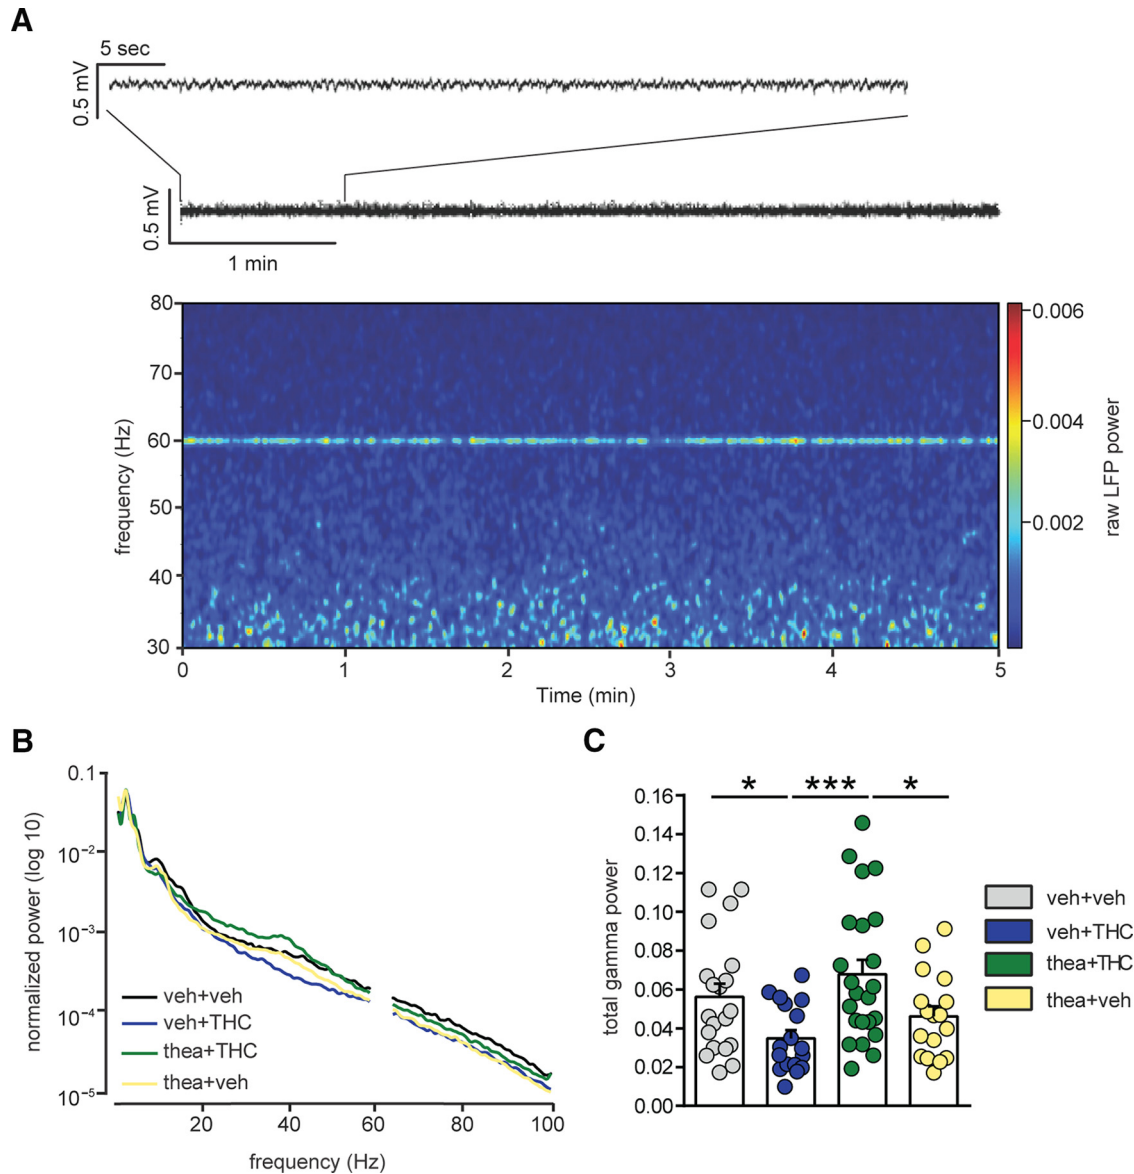 A
5 sec
0.5 mV
0.5 mV
1 min
80
70
60
50
40
30
frequency (Hz)
0
1
2
3
4
5
Time (min)
0.006
0.004
0.002
raw LFP power
B
0.1
10⁻²
10⁻³
10⁻⁴
10⁻⁵
normalized power (log 10)
veh+veh
veh+THC
thea+THC
thea+veh
20
40
60
80
100
frequency (Hz)
C
* *** *
0.16
0.14
0.12
0.10
0.08
0.06
0.04
0.02
0.00
total gamma power
veh+veh
veh+THC
thea+THC
thea+veh